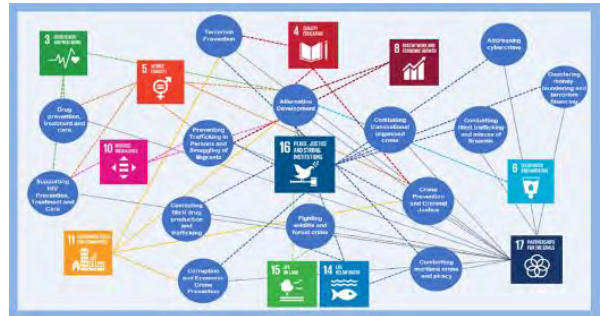 Terrorism
Prevention
4 QUALITY
EDUCATION
Addressing
cybercrime
3 GOOD HEALTH
AND WELL-BEING
5 GENDER
EQUALITY
8 DECENT WORK AND
ECONOMIC GROWTH
Countering
money
laundering and
terrorism
financing
Alternative
Development
Drug
prevention,
treatment and
care
Combating
transnational
organized
crime
Combatting
illicit trafficking
and misuse of
firearms
Preventing
Trafficking in
Persons and
Smuggling of
Migrants
10 REDUCED
INEQUALITIES
16 PEACE, JUSTICE
AND STRONG
INSTITUTIONS
6 CLEAN WATER
AND SANITATION
Supporting
HIV
Prevention,
Treatment and
Care
Crime
Prevention
and Criminal
Justice
Combating
illicit drug
production
and
trafficking
Fighting
wildlife and
forest crime
11 SUSTAINABLE CITIES
AND COMMUNITIES
17 PARTNERSHIPS
FOR THE GOALS
Corruption
and Economic
Crime
Prevention
15 LIFE
ON LAND
14 LIFE
BELOW WATER
Combatting
maritime crime
and piracy